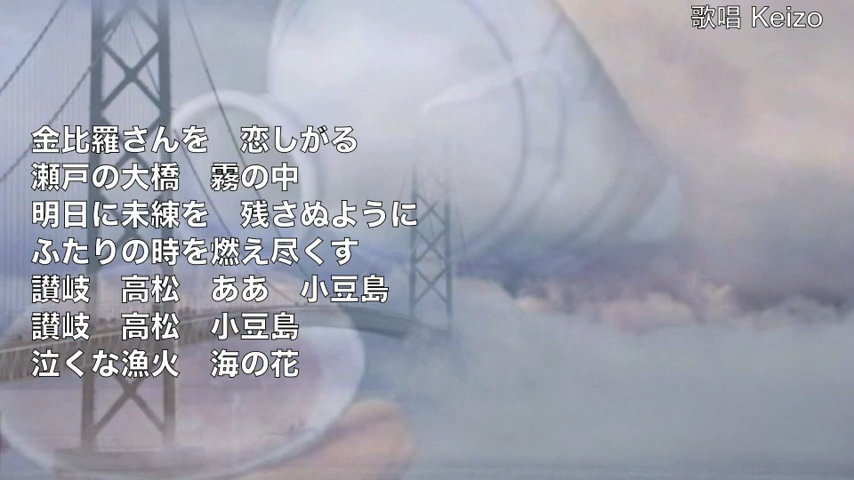 歌唱 Keizo
金比羅さんを　恋しがる
瀬戸の大橋　霧の中
明日に未練を　残さぬように
ふたりの時を燃え尽くす
讃岐　高松　ああ　小豆島
讃岐　高松　小豆島
泣くな漁火　海の花